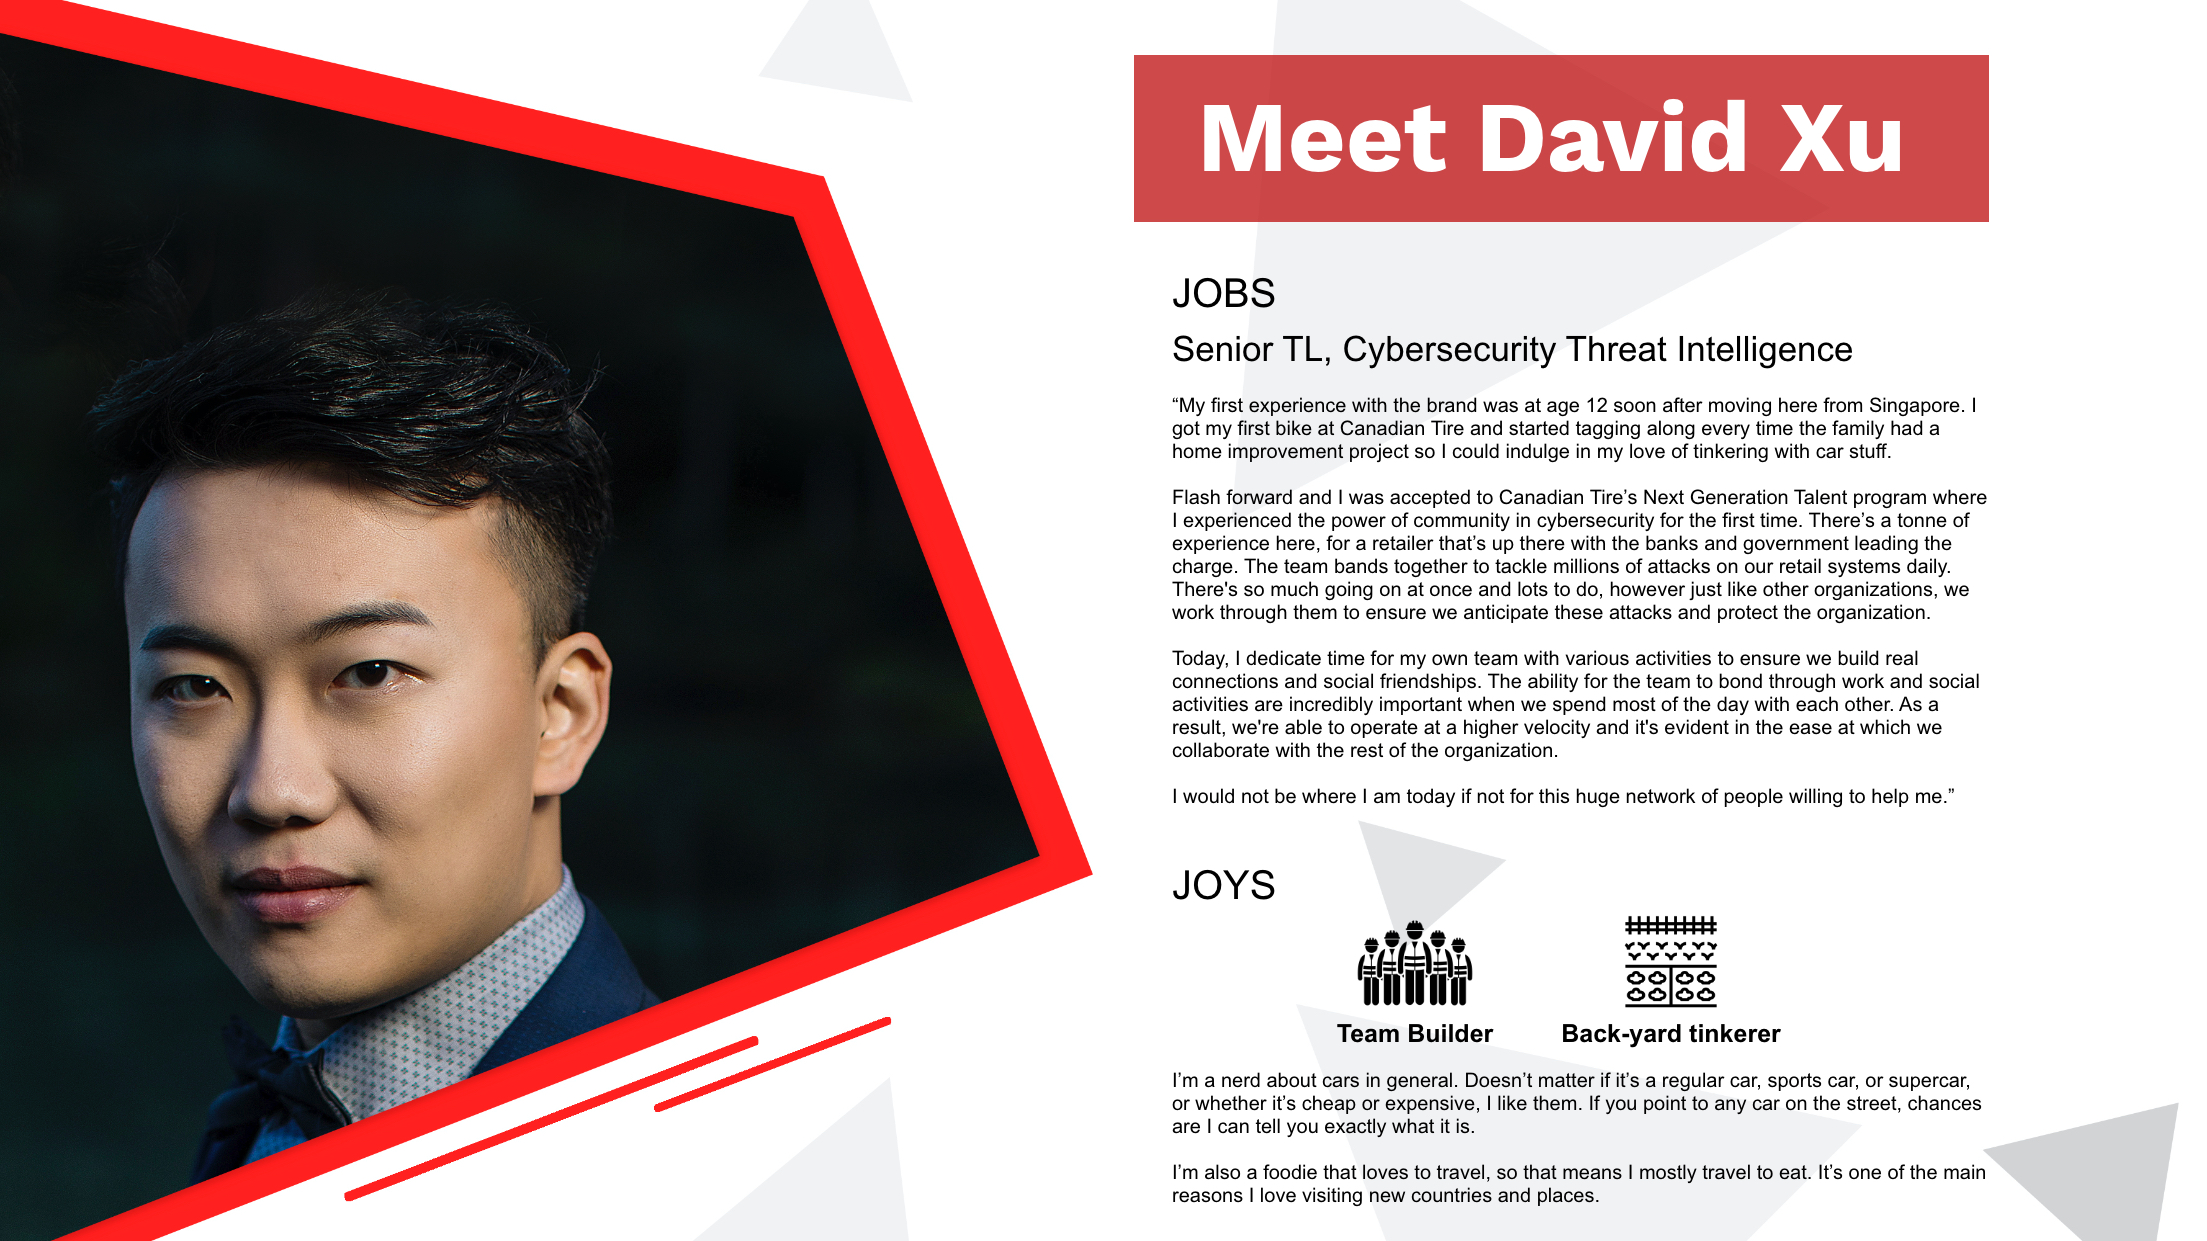 Meet David Xu
JOBS
Senior TL, Cybersecurity Threat Intelligence
“My first experience with the brand was at age 12 soon after moving here from Singapore. I
got my first bike at Canadian Tire and started tagging along every time the family had a
home improvement project so I could indulge in my love of tinkering with car stuff.
Flash forward and I was accepted to Canadian Tire’s Next Generation Talent program where
I experienced the power of community in cybersecurity for the first time. There’s a tonne of
experience here, for a retailer that’s up there with the banks and government leading the
charge. The team bands together to tackle millions of attacks on our retail systems daily.
There's so much going on at once and lots to do, however just like other organizations, we
work through them to ensure we anticipate these attacks and protect the organization.
Today, I dedicate time for my own team with various activities to ensure we build real
connections and social friendships. The ability for the team to bond through work and social
activities are incredibly important when we spend most of the day with each other. As a
result, we're able to operate at a higher velocity and it's evident in the ease at which we
collaborate with the rest of the organization.
I would not be where I am today if not for this huge network of people willing to help me.”
JOYS
Team Builder
Back-yard tinkerer
I’m a nerd about cars in general. Doesn’t matter if it’s a regular car, sports car, or supercar,
or whether it’s cheap or expensive, I like them. If you point to any car on the street, chances
are I can tell you exactly what it is.
I’m also a foodie that loves to travel, so that means I mostly travel to eat. It’s one of the main
reasons I love visiting new countries and places.